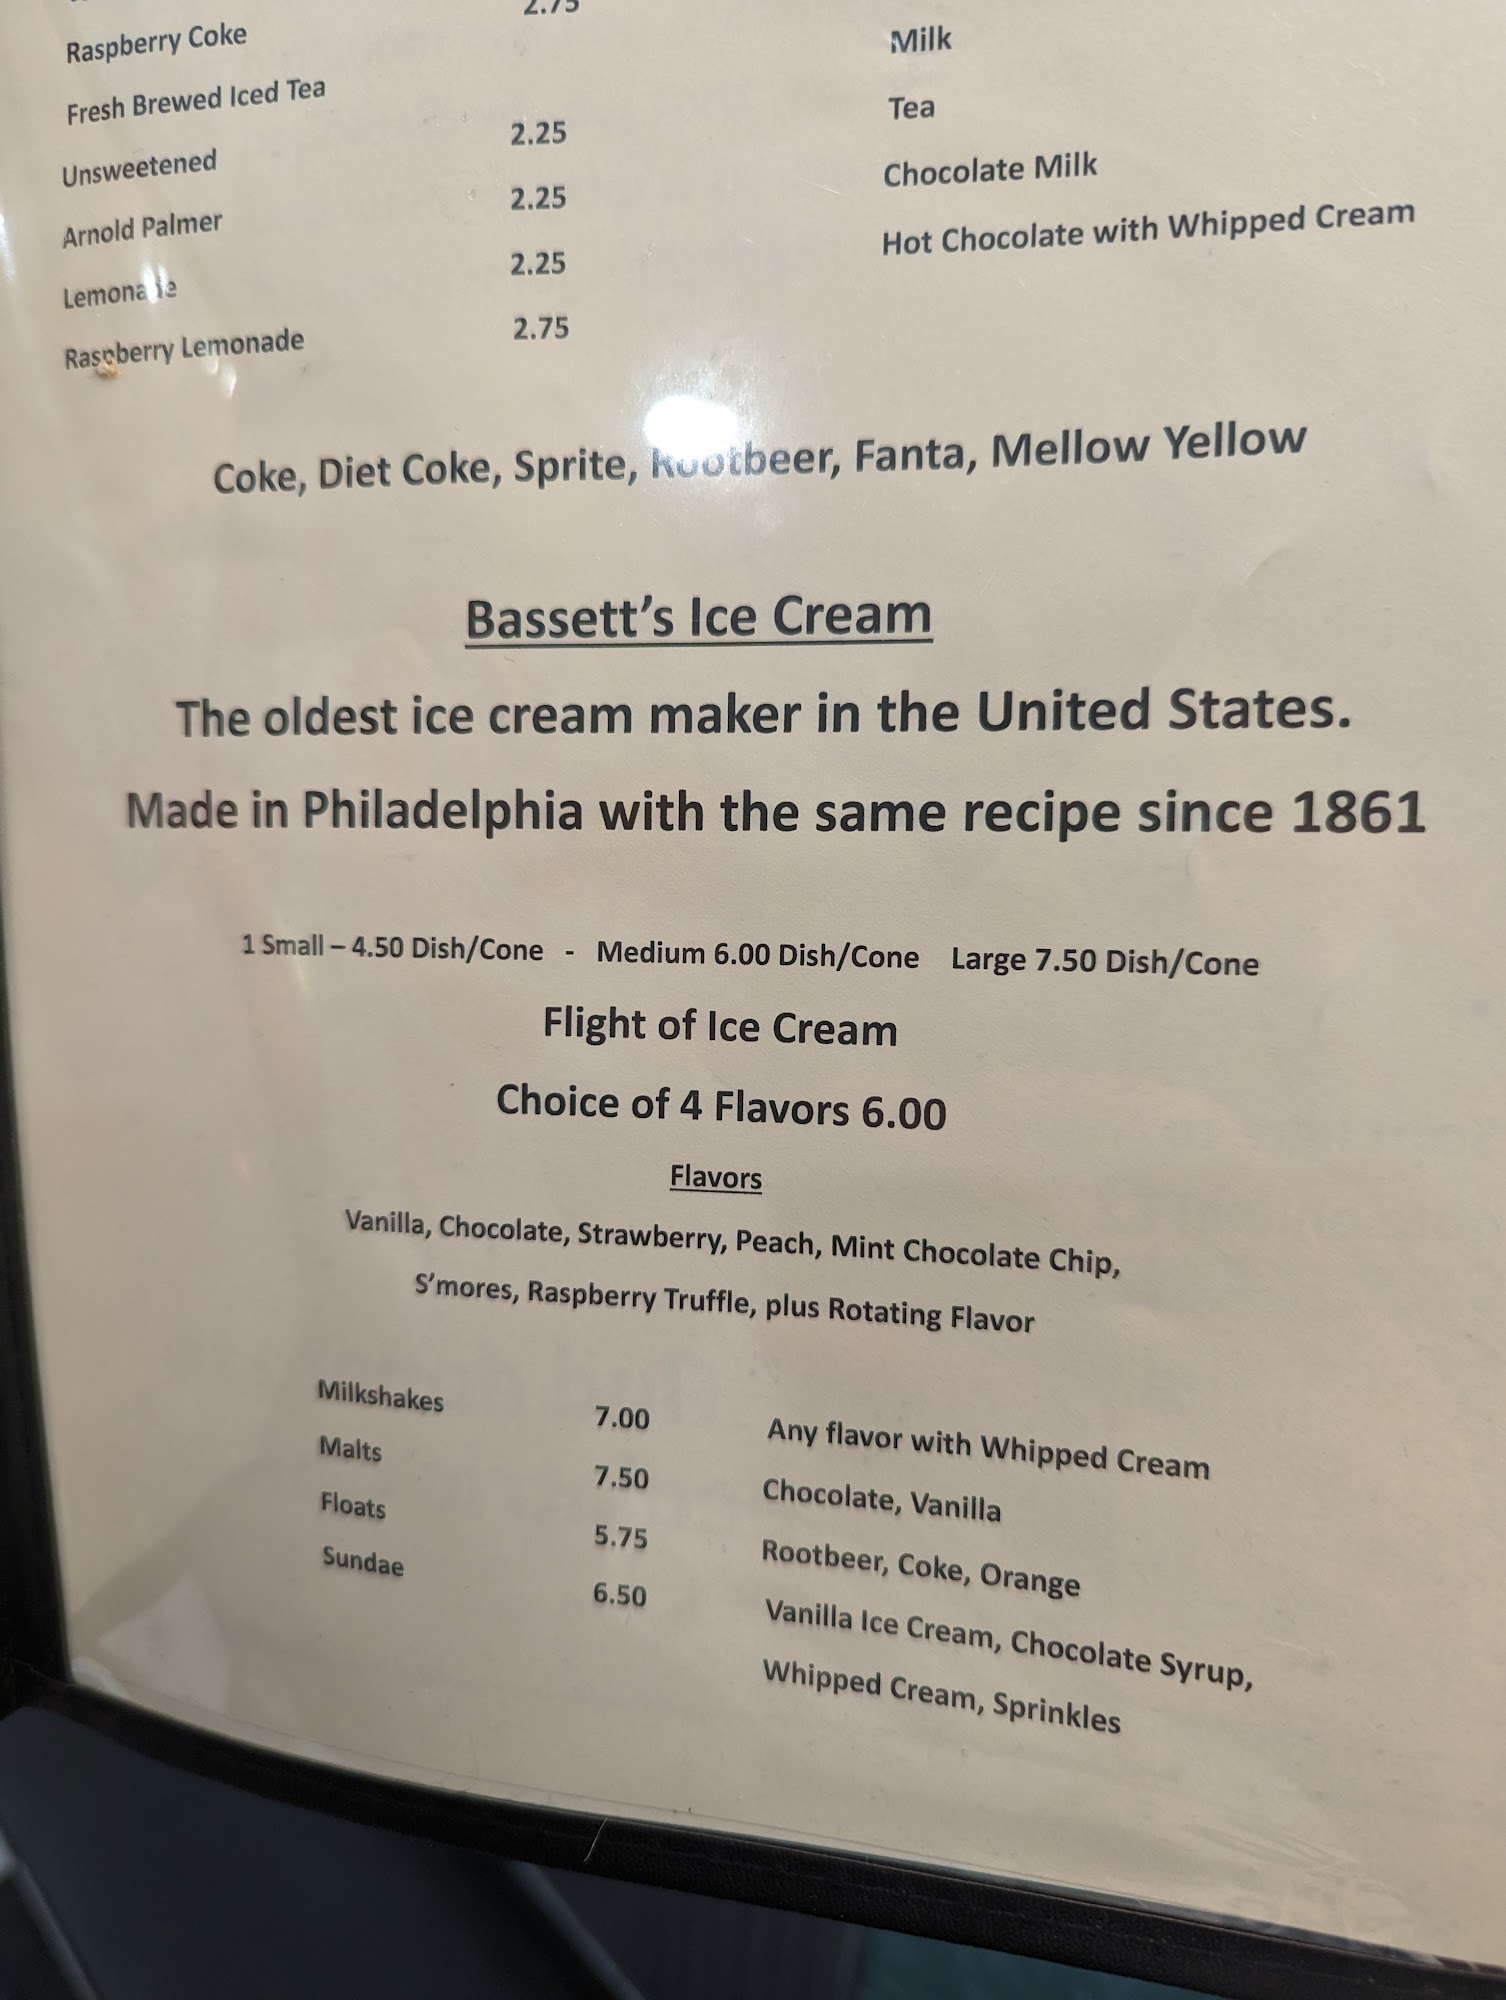 2.75
Raspberry Coke
Milk
Fresh Brewed Iced Tea
Tea
Unsweetened 2.25
Chocolate Milk
Arnold Palmer 2.25
Hot Chocolate with Whipped Cream
Lemonade 2.25
Raspberry Lemonade 2.75
Coke, Diet Coke, Sprite, Rootbeer, Fanta, Mellow Yellow
Bassett's Ice Cream
The oldest ice cream maker in the United States.
Made in Philadelphia with the same recipe since 1861
1 Small – 4.50 Dish/Cone - Medium 6.00 Dish/Cone Large 7.50 Dish/Cone
Flight of Ice Cream
Choice of 4 Flavors 6.00
Flavors
Vanilla, Chocolate, Strawberry, Peach, Mint Chocolate Chip,
S'mores, Raspberry Truffle, plus Rotating Flavor
Milkshakes 7.00 Any flavor with Whipped Cream
Malts 7.50 Chocolate, Vanilla
Floats 5.75 Rootbeer, Coke, Orange
Sundae 6.50 Vanilla Ice Cream, Chocolate Syrup,
Whipped Cream, Sprinkles